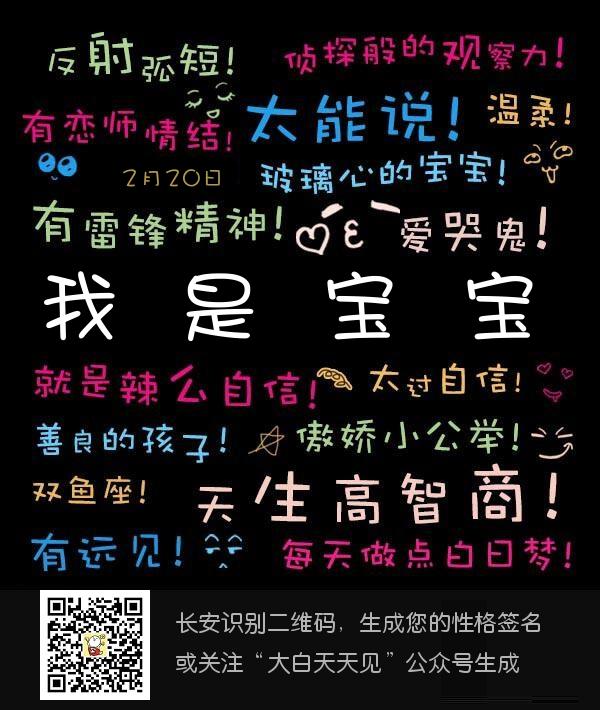 反射弧短! 侦探般的观察力!
有恋师情结! 太能说! 温柔!
2月20日 玻璃心的宝宝!
有雷锋精神! 爱哭鬼!
我是宝宝
就是辣么自信! 太过自信!
善良的孩子! 傲娇小公举!
双鱼座! 天生高智商!
有远见! 每天做点白日梦!
长安识别二维码，生成您的性格签名
或关注“大白天天见”公众号生成